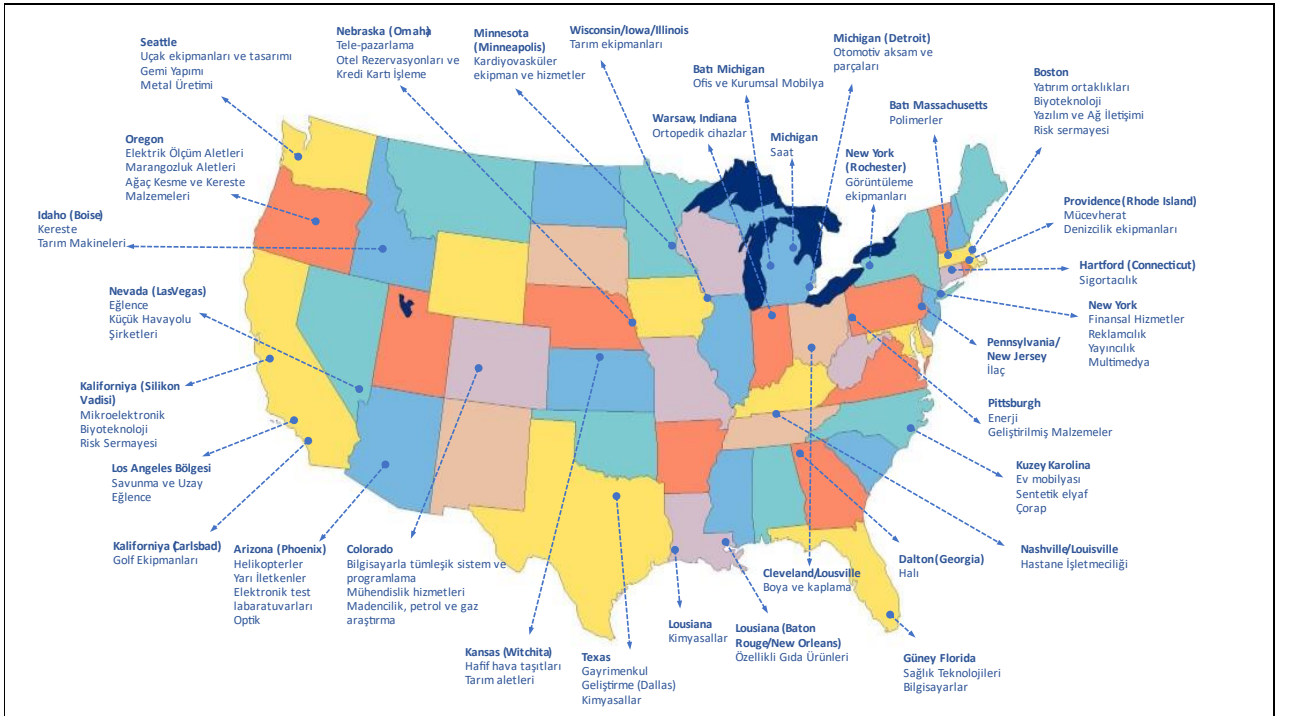 Seattle
Uçak ekipmanları ve tasarımı
Gemi Yapımı
Metal Üretimi
Nebraska (Omaha)
Tele-pazarlama
Otel Rezervasyonları ve
Kredi Kartı İşleme
Minnesota
(Minneapolis)
Kardiyovasküler
ekipman ve hizmetler
Wisconsin/Iowa/Illinois
Tarım ekipmanları
Michigan (Detroit)
Otomotiv aksam ve
parçaları
Batı Michigan
Ofis ve Kurumsal Mobilya
Boston
Yatırım ortaklıkları
Biyoteknoloji
Yazılım ve Ağ İletişimi
Risk sermayesi
Batı Massachusetts
Polimerler
Warsaw, Indiana
Ortopedik cihazlar
Michigan
Saat
New York
(Rochester)
Görüntüleme
ekipmanları
Oregon
Elektrik Ölçüm Aletleri
Marangozluk Aletleri
Ağaç Kesme ve Kereste
Malzemeleri
Idaho (Boise)
Kereste
Tarım Makineleri
Providence (Rhode Island)
Mücevherat
Denizcilik ekipmanları
Hartford (Connecticut)
Sigortacılık
Nevada (LasVegas)
Eğlence
Küçük Havayolu
Şirketleri
New York
Finansal Hizmetler
Reklamcılık
Yayıncılık
Multimedya
Pennsylvania/
New Jersey
İlaç
Kaliforniya (Silikon
Vadisi)
Mikroelektronik
Biyoteknoloji
Risk Sermayesi
Pittsburgh
Enerji
Geliştirilmiş Malzemeler
Los Angeles Bölgesi
Savunma ve Uzay
Eğlence
Kuzey Karolina
Ev mobilyası
Sentetik elyaf
Çorap
Kaliforniya (Carlsbad)
Golf Ekipmanları
Arizona (Phoenix)
Helikopterler
Yarı İletkenler
Elektronik test
labaratuvarları
Optik
Colorado
Bilgisayarla tümleşik sistem ve
programlama
Mühendislik hizmetleri
Madencilik, petrol ve gaz
araştırma
Nashville/Louisville
Hastane İşletmeciliği
Dalton (Georgia)
Halı
Cleveland/Lousville
Boya ve kaplama
Kansas (Witchita)
Hafif hava taşıtları
Tarım aletleri
Texas
Gayrimenkul
Geliştirme (Dallas)
Kimyasallar
Lousiana
Kimyasallar
Lousiana (Baton
Rouge/New Orleans)
Özellikli Gıda Ürünleri
Güney Florida
Sağlık Teknolojileri
Bilgisayarlar